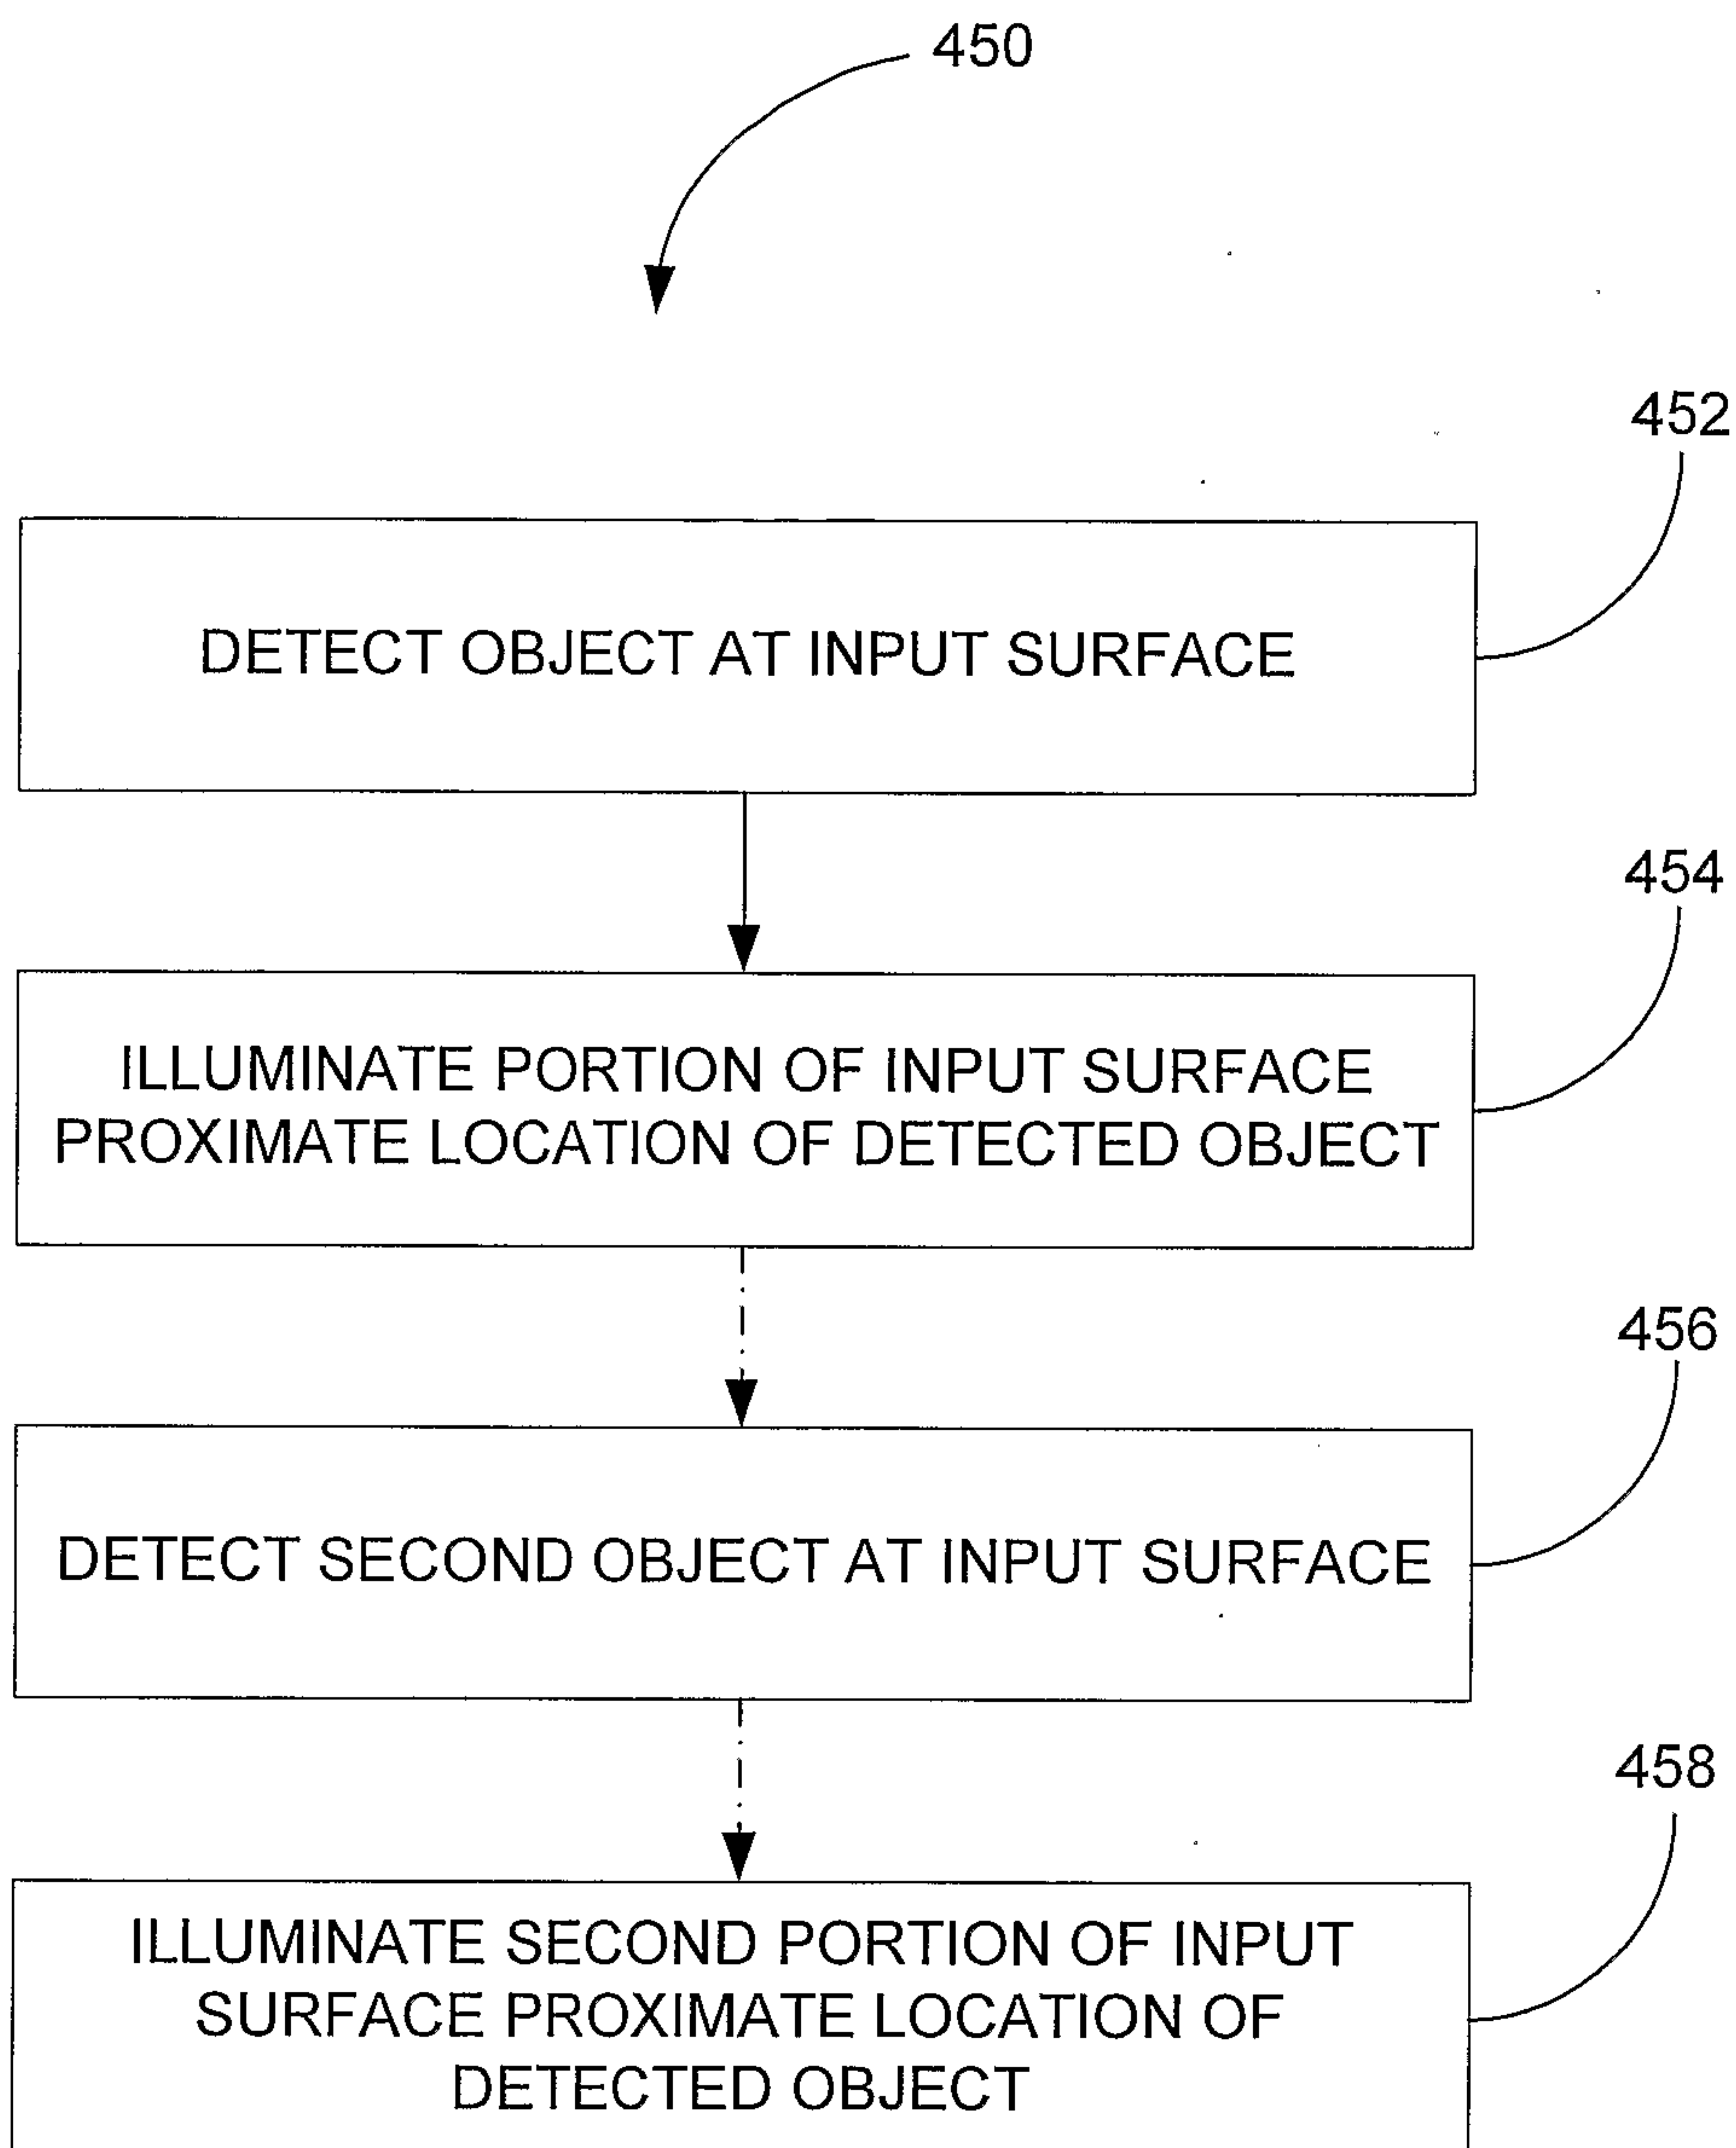 450
452
DETECT OBJECT AT INPUT SURFACE
454
ILLUMINATE PORTION OF INPUT SURFACE
PROXIMATE LOCATION OF DETECTED OBJECT
456
DETECT SECOND OBJECT AT INPUT SURFACE
458
ILLUMINATE SECOND PORTION OF INPUT
SURFACE PROXIMATE LOCATION OF
DETECTED OBJECT